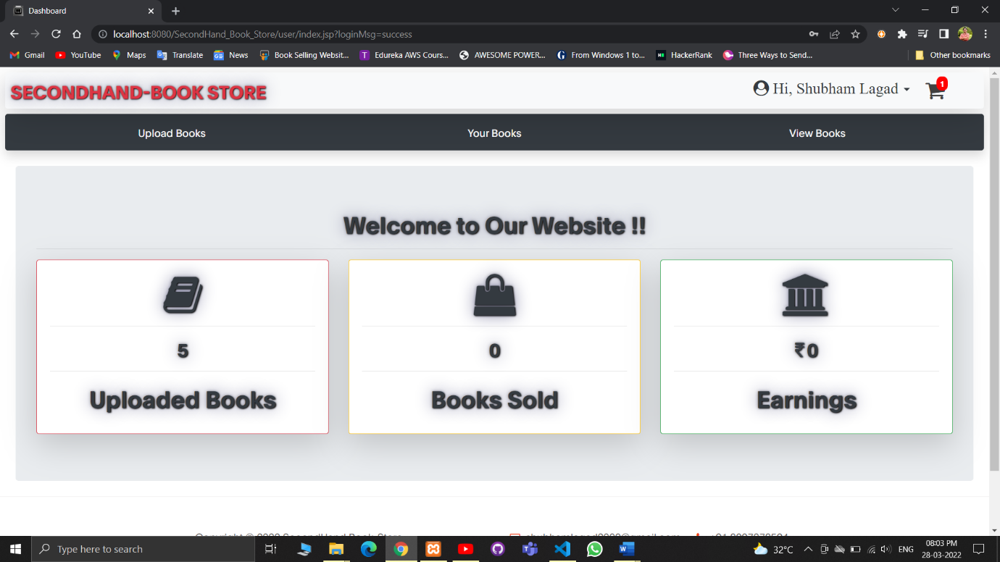 Dashboard
localhost:8080/SecondHand_Book_Store/user/index.jsp?loginMsg=success
Gmail YouTube Maps Translate News Book Selling Websit... Edureka AWS Cours... AWESOME POWER... From Windows 1 to... HackerRank Three Ways to Send... Other bookmarks
SECONDHAND-BOOK STORE Hi, Shubham Lagad 1
Upload Books Your Books View Books
Welcome to Our Website !!
5 0 ₹0
Uploaded Books Books Sold Earnings
Type here to search 32°C ENG 08:03 PM
28-03-2022